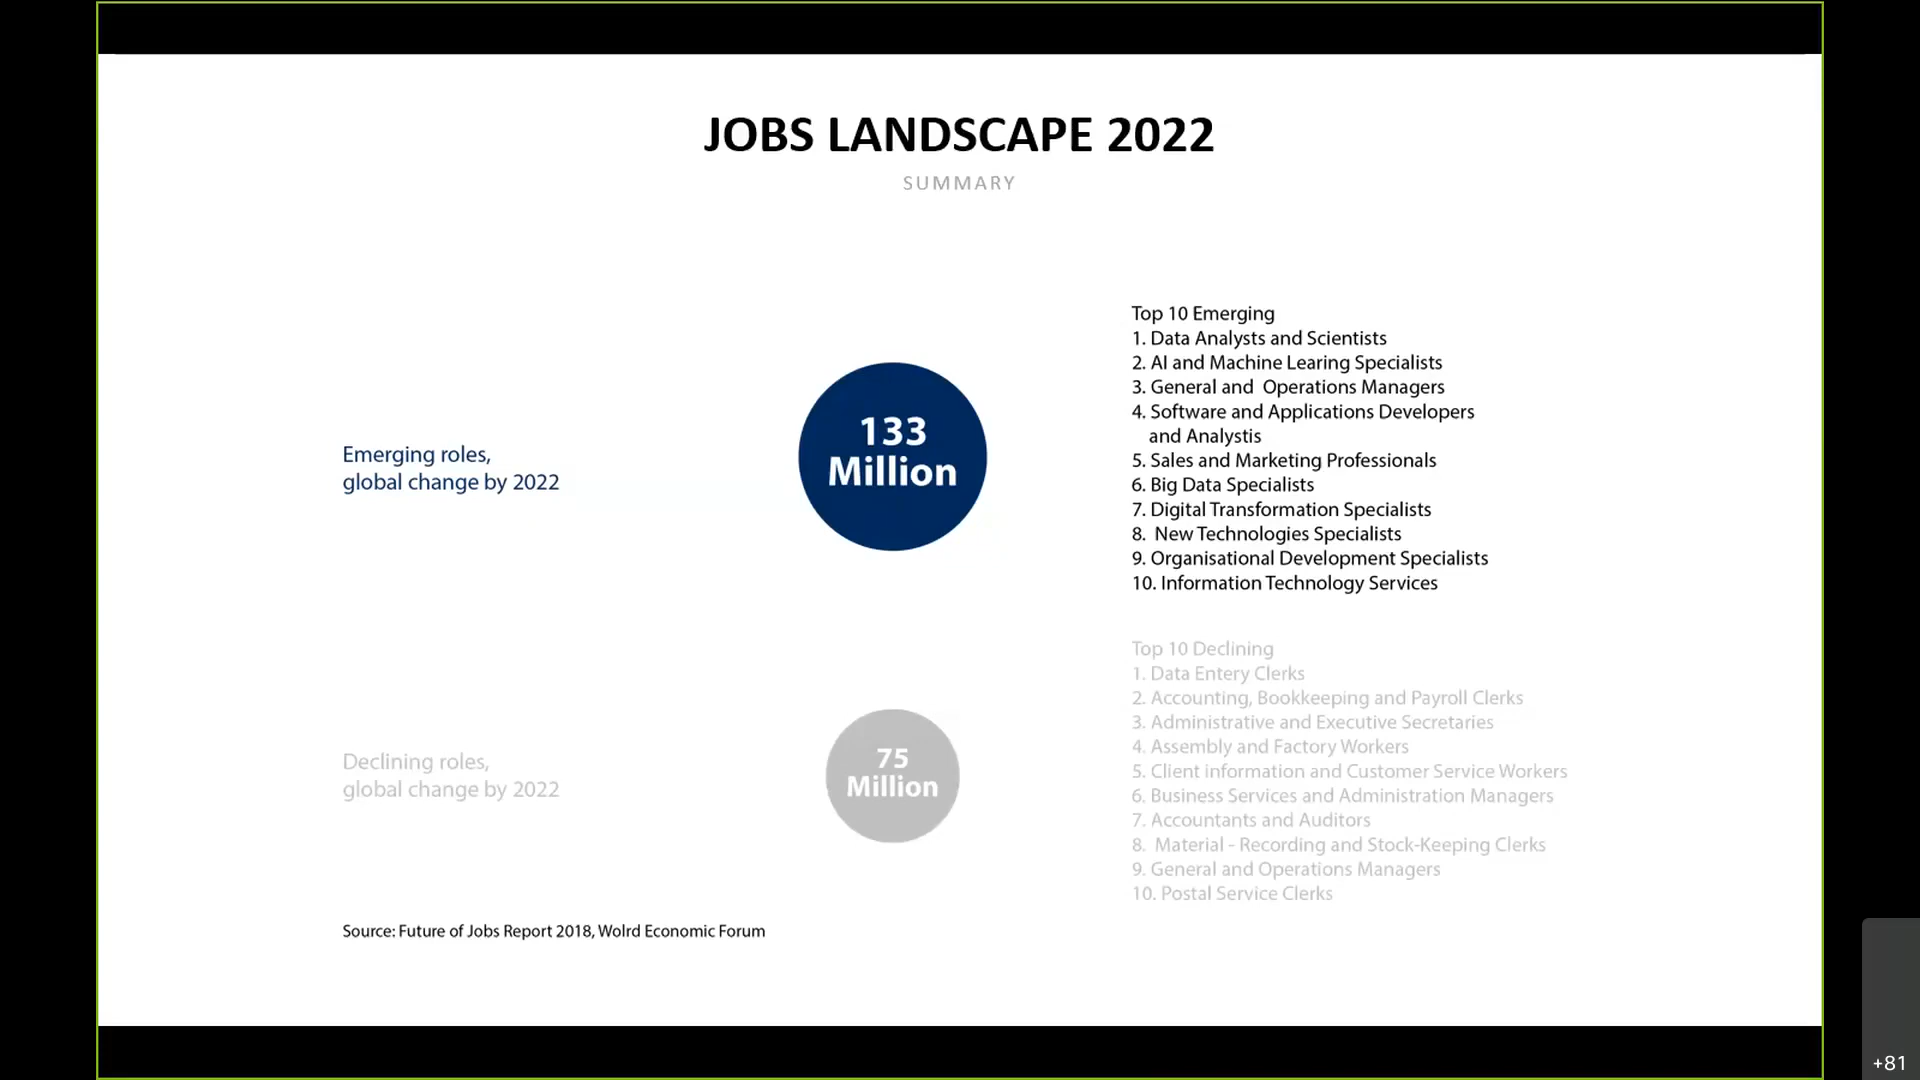 JOBS LANDSCAPE 2022
SUMMARY
Emerging roles,
global change by 2022
133
Million
Top 10 Emerging
1. Data Analysts and Scientists
2. AI and Machine Learing Specialists
3. General and  Operations Managers
4. Software and Applications Developers
and Analystis
5. Sales and Marketing Professionals
6. Big Data Specialists
7. Digital Transformation Specialists
8.  New Technologies Specialists
9. Organisational Development Specialists
10. Information Technology Services
Declining roles,
global change by 2022
75
Million
Top 10 Declining
1. Data Entery Clerks
2. Accounting, Bookkeeping and Payroll Clerks
3. Administrative and Executive Secretaries
4. Assembly and Factory Workers
5. Client information and Customer Service Workers
6. Business Services and Administration Managers
7. Accountants and Auditors
8.  Material - Recording and Stock-Keeping Clerks
9. General and Operations Managers
10. Postal Service Clerks
Source: Future of Jobs Report 2018, Wolrd Economic Forum
+81